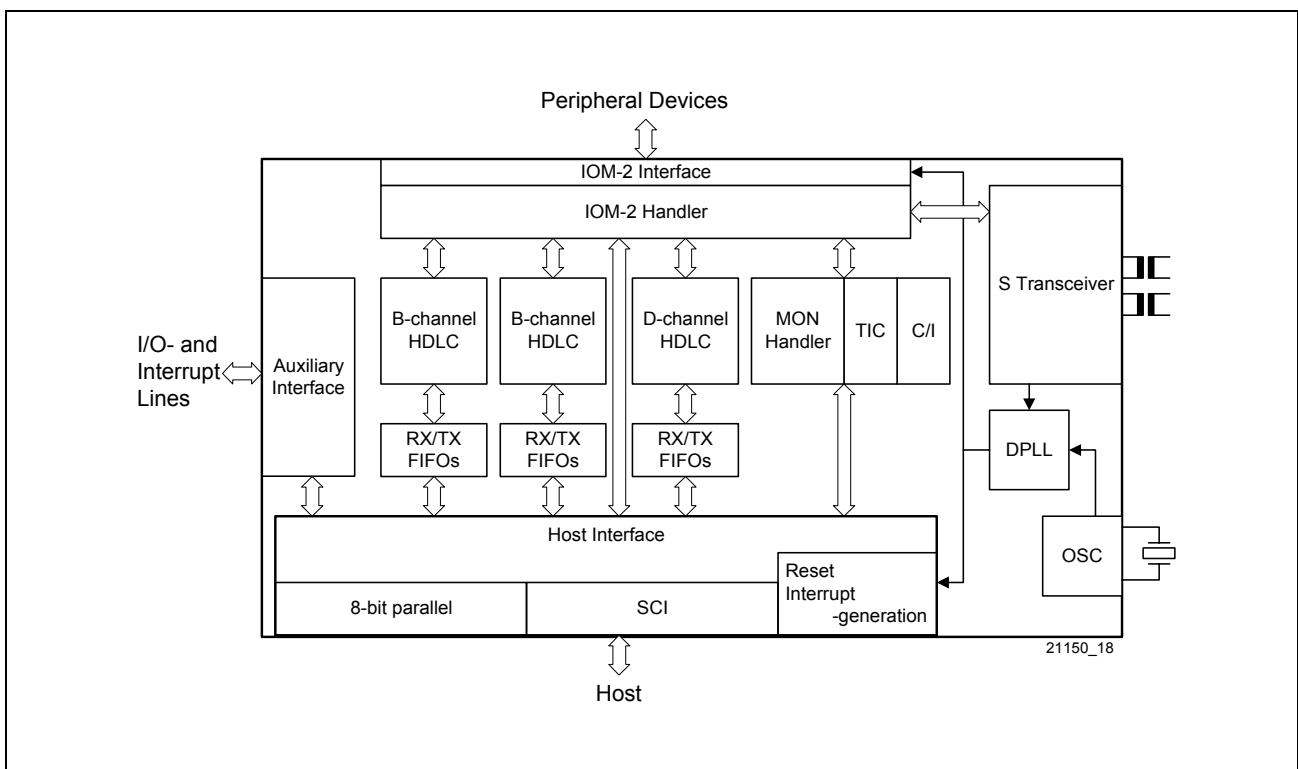 Peripheral Devices
IOM-2 Interface
IOM-2 Handler
S Transceiver
B-channel
HDLC
B-channel
HDLC
D-channel
HDLC
MON
Handler
TIC
C/I
I/O- and
Interrupt
Lines
Auxiliary
Interface
RX/TX
FIFOs
RX/TX
FIFOs
RX/TX
FIFOs
DPLL
Host Interface
OSC
Reset
Interrupt
-generation
8-bit parallel
SCI
21150_18
Host